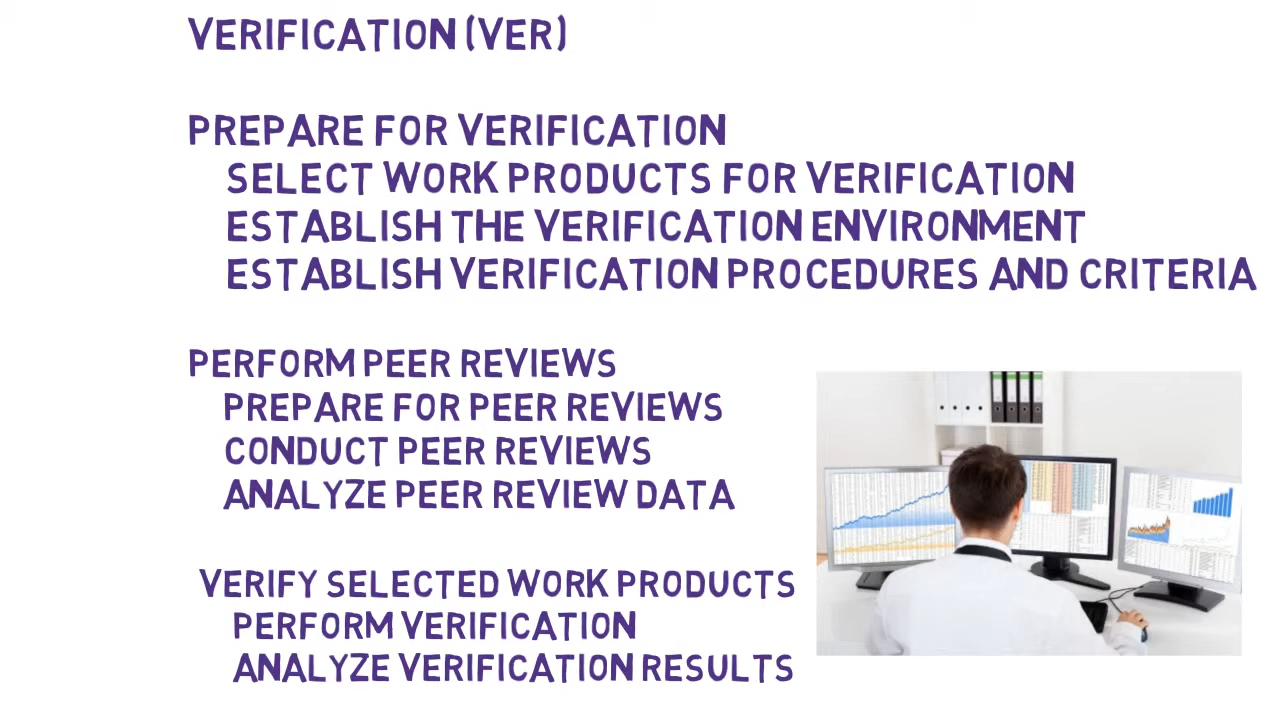 VERIFICATION (VER)
PREPARE FOR VERIFICATION
SELECT WORK PRODUCTS FOR VERIFICATION
ESTABLISH THE VERIFICATION ENVIRONMENT
ESTABLISH VERIFICATION PROCEDURES AND CRITERIA
PERFORM PEER REVIEWS
PREPARE FOR PEER REVIEWS
CONDUCT PEER REVIEWS
ANALYZE PEER REVIEW DATA
VERIFY SELECTED WORK PRODUCTS
PERFORM VERIFICATION
ANALYZE VERIFICATION RESULTS